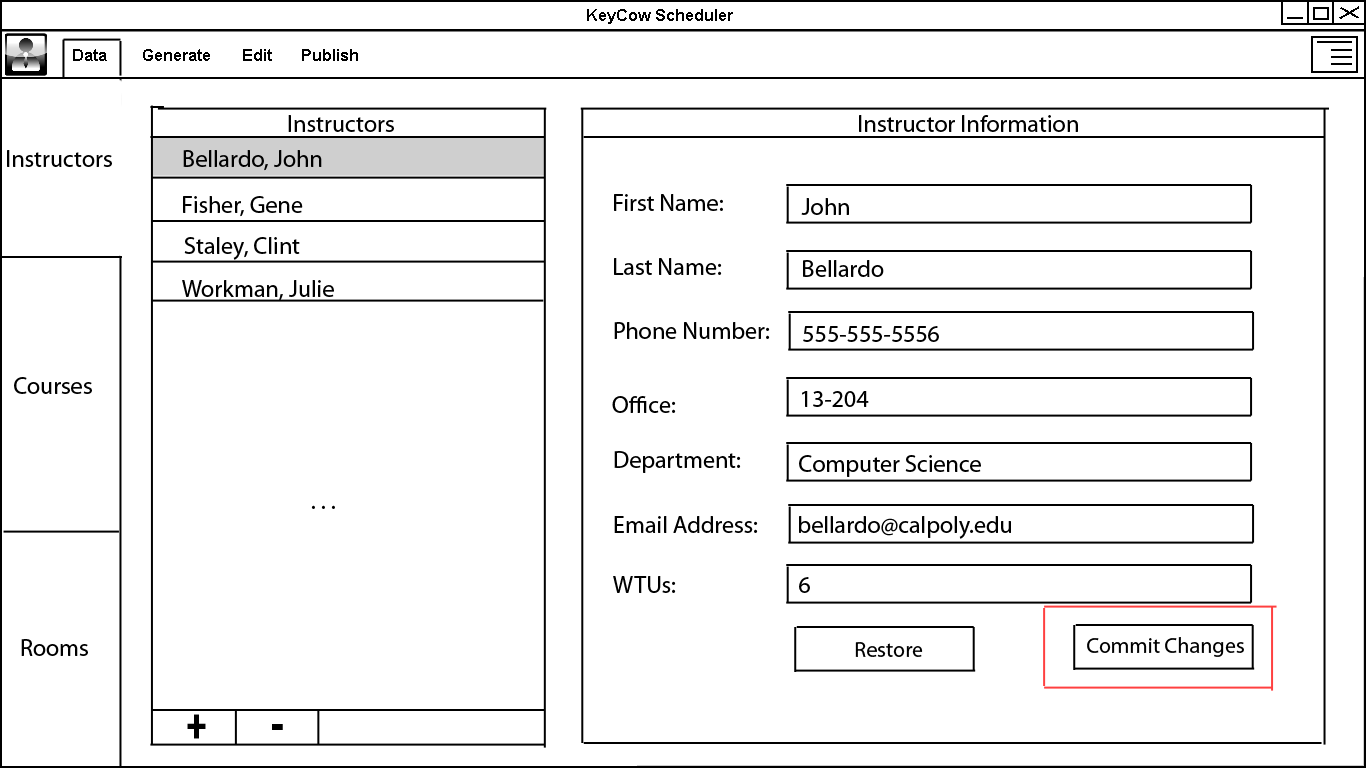 KeyCow Scheduler
Data Generate Edit Publish
Instructors
Courses
Rooms
Instructors
Bellardo, John
Fisher, Gene
Staley, Clint
Workman, Julie
...
+ -
Instructor Information
First Name: John
Last Name: Bellardo
Phone Number: 555-555-5556
Office: 13-204
Department: Computer Science
Email Address: bellardo@calpoly.edu
WTUs: 6
Restore Commit Changes